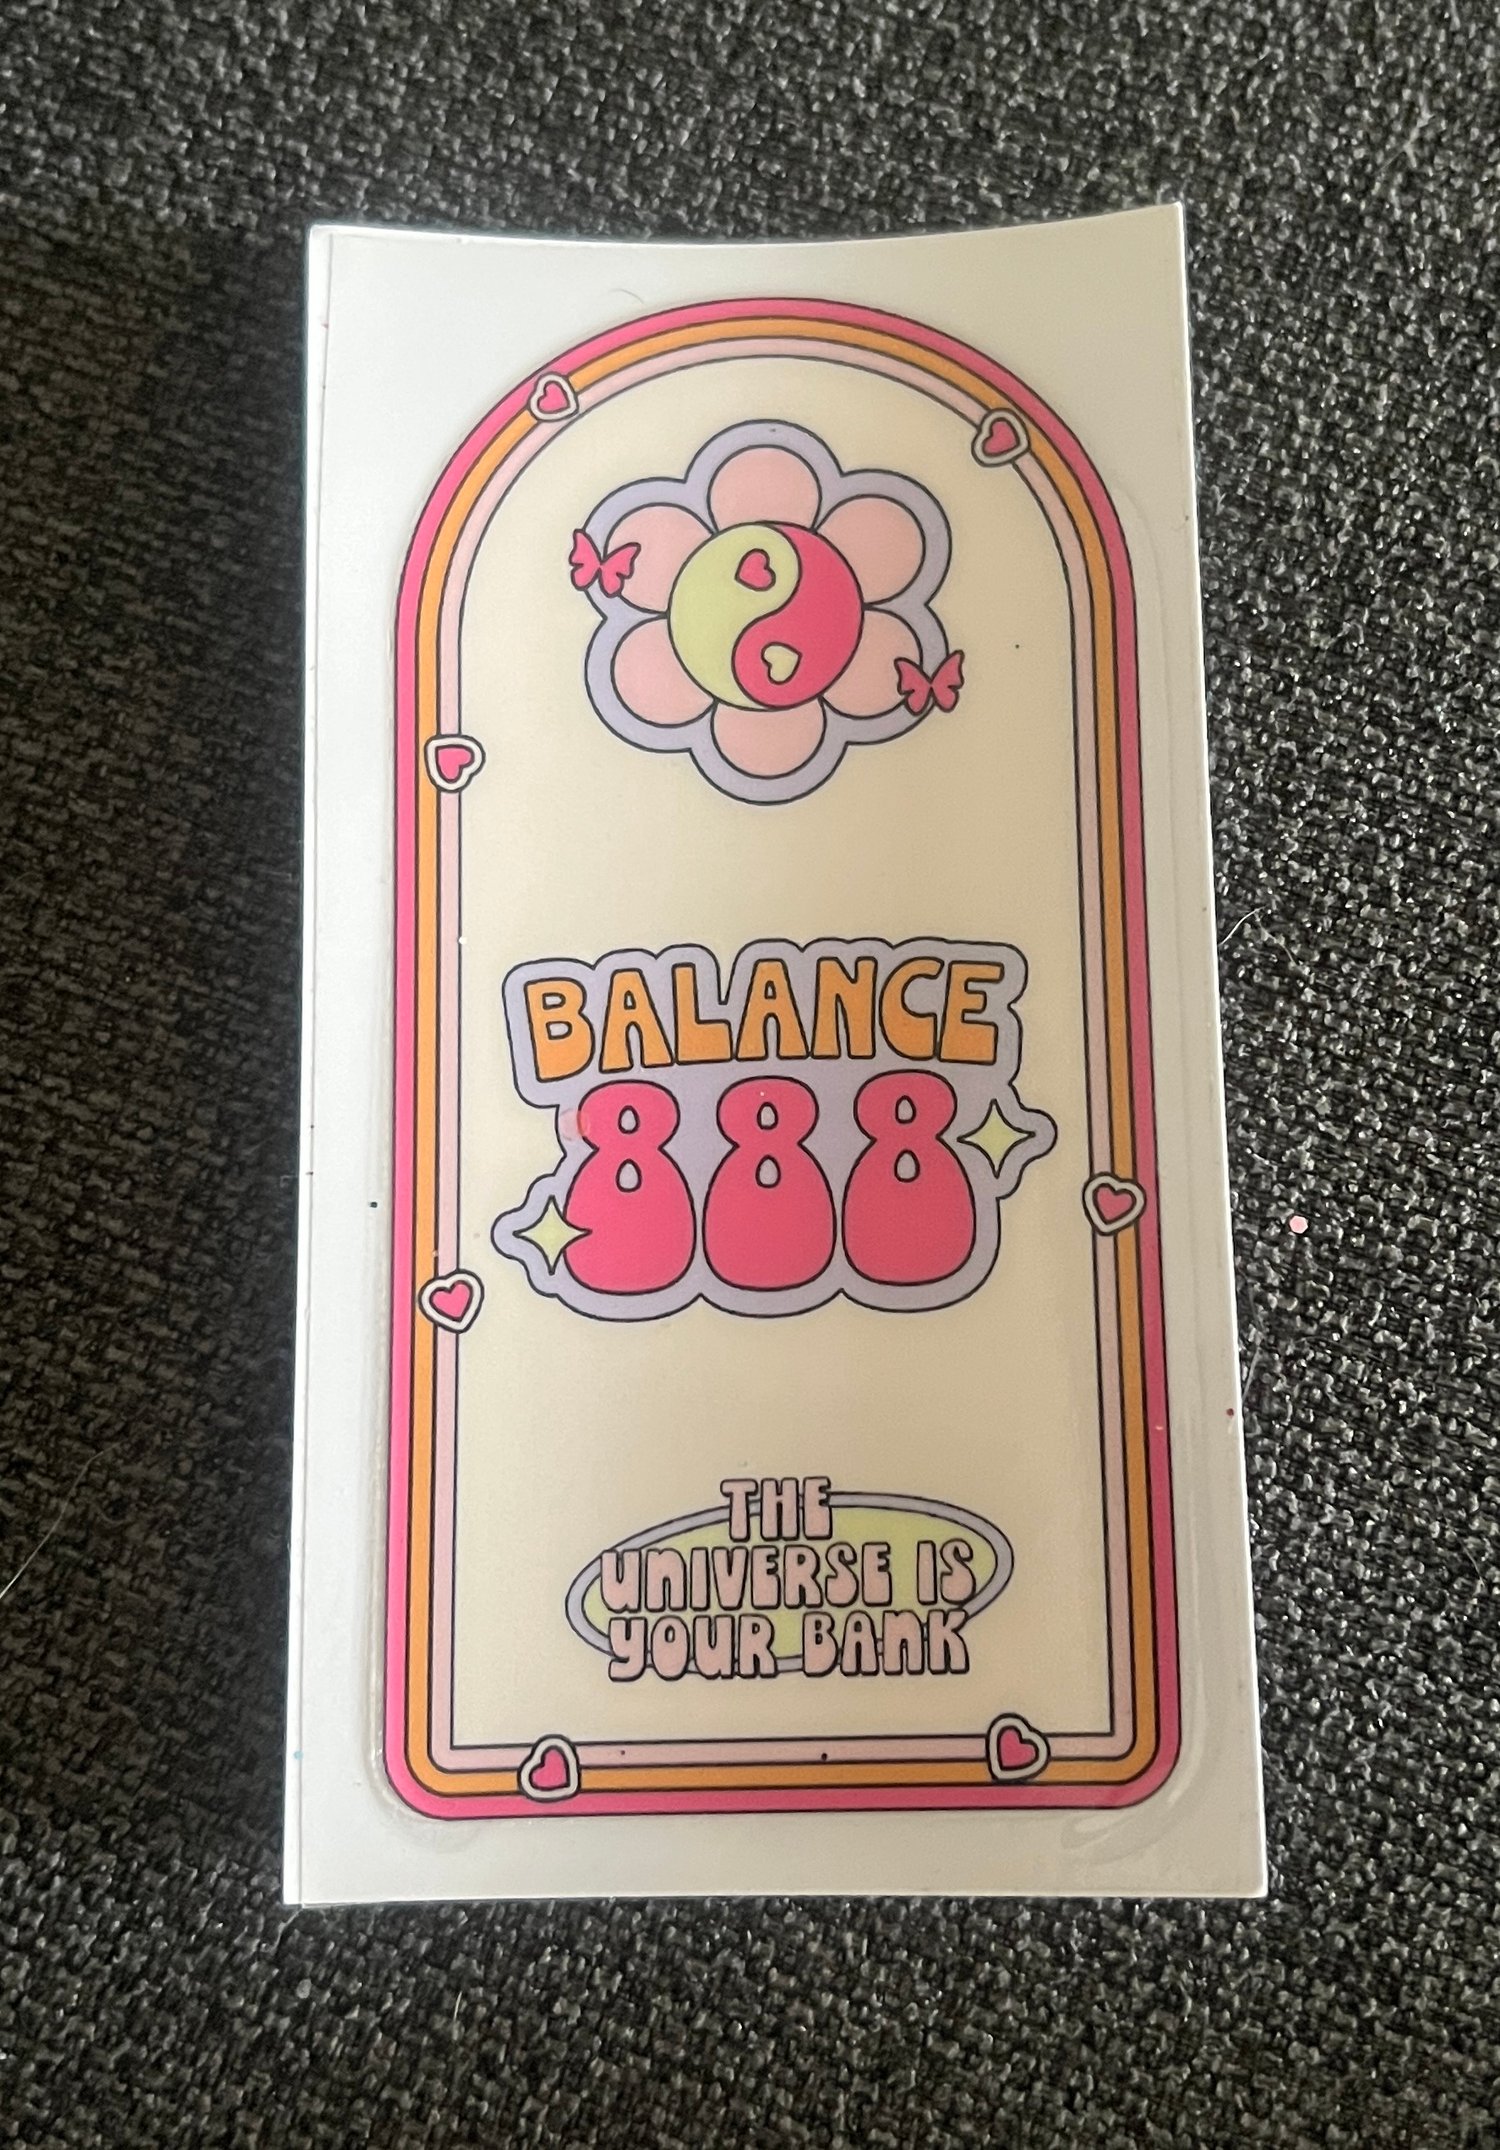 BALANCE
888
THE
UNIVERSE IS
YOUR BANK